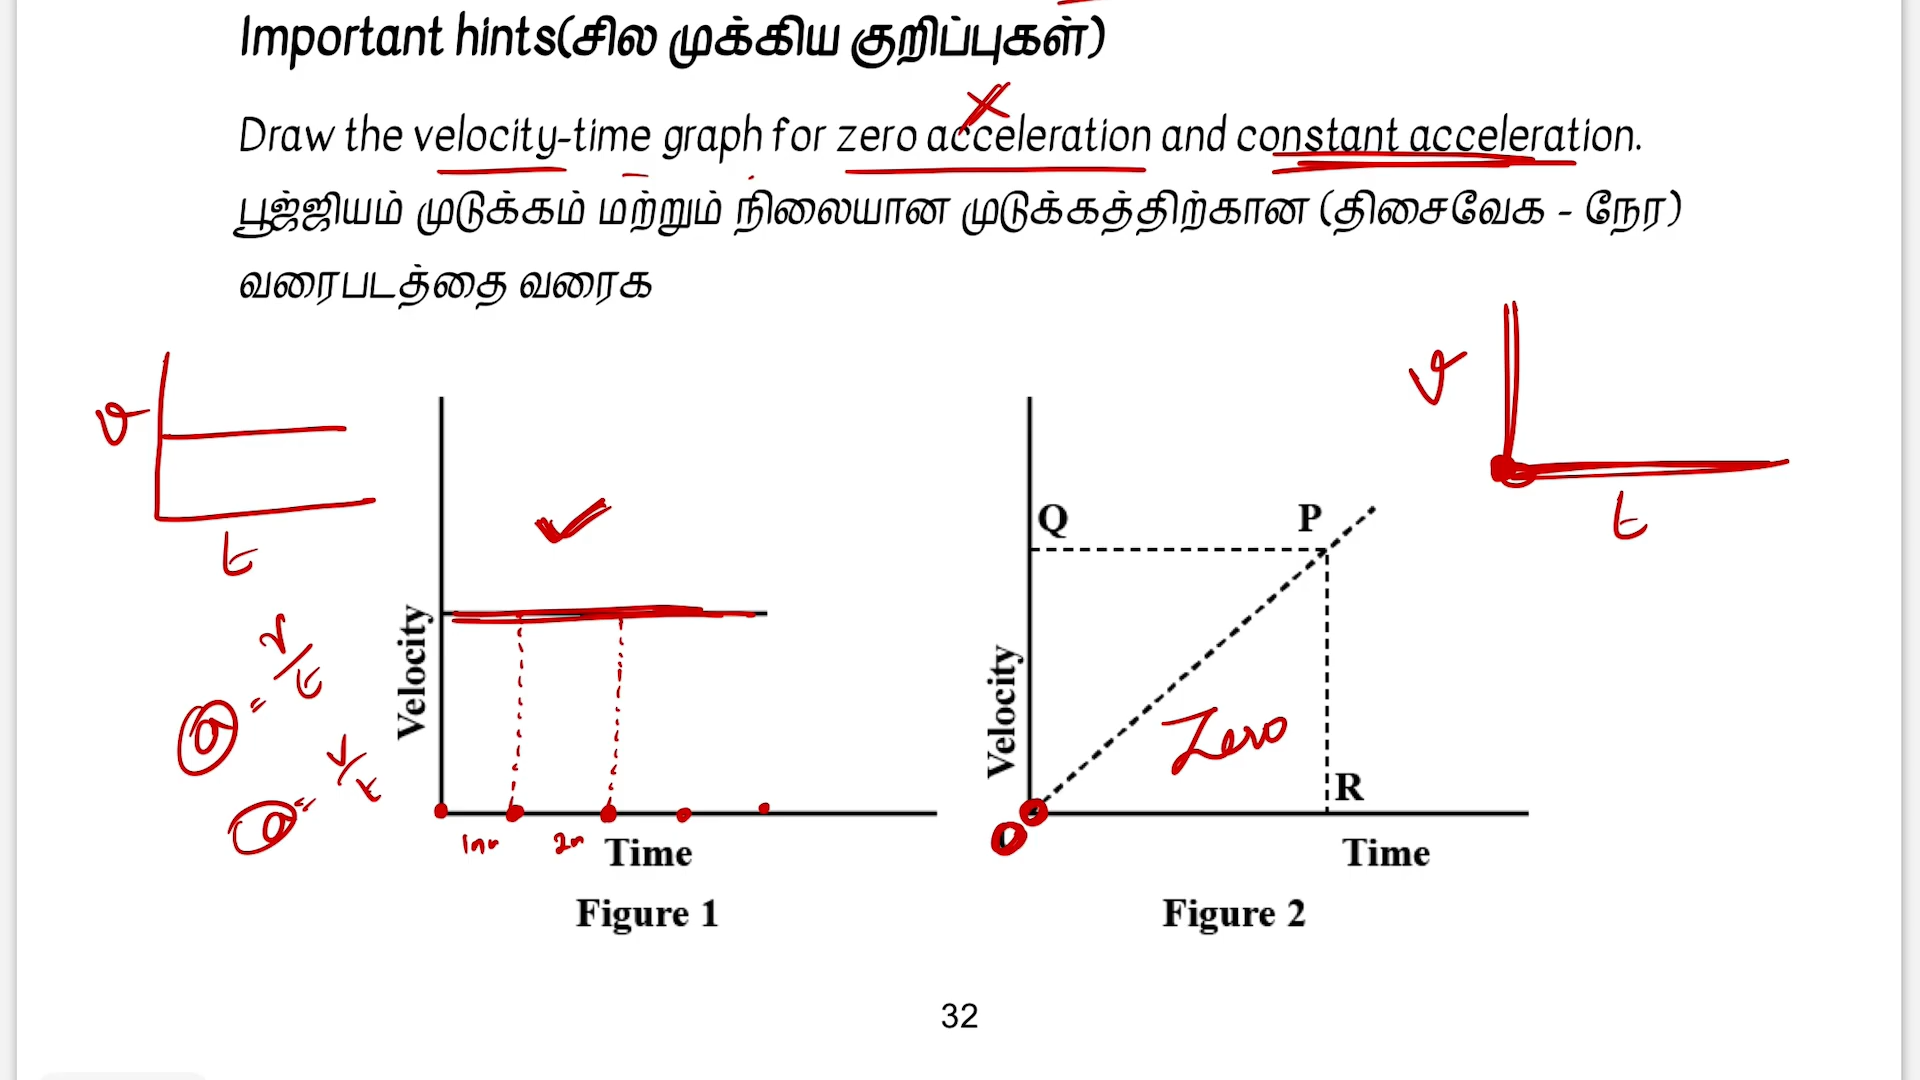 Important hints(சில முக்கிய குறிப்புகள்)
Draw the velocity-time graph for zero acceleration and constant acceleration.
பூஜ்ஜியம் முடுக்கம் மற்றும் நிலையான முடுக்கத்திற்கான (திசைவேக - நேர)
வரைபடத்தை வரைக
v
t
a = v/t
a = v/t
Velocity
Time
Figure 1
v
t
Q
P
Velocity
Zero
R
O
Time
Figure 2
32